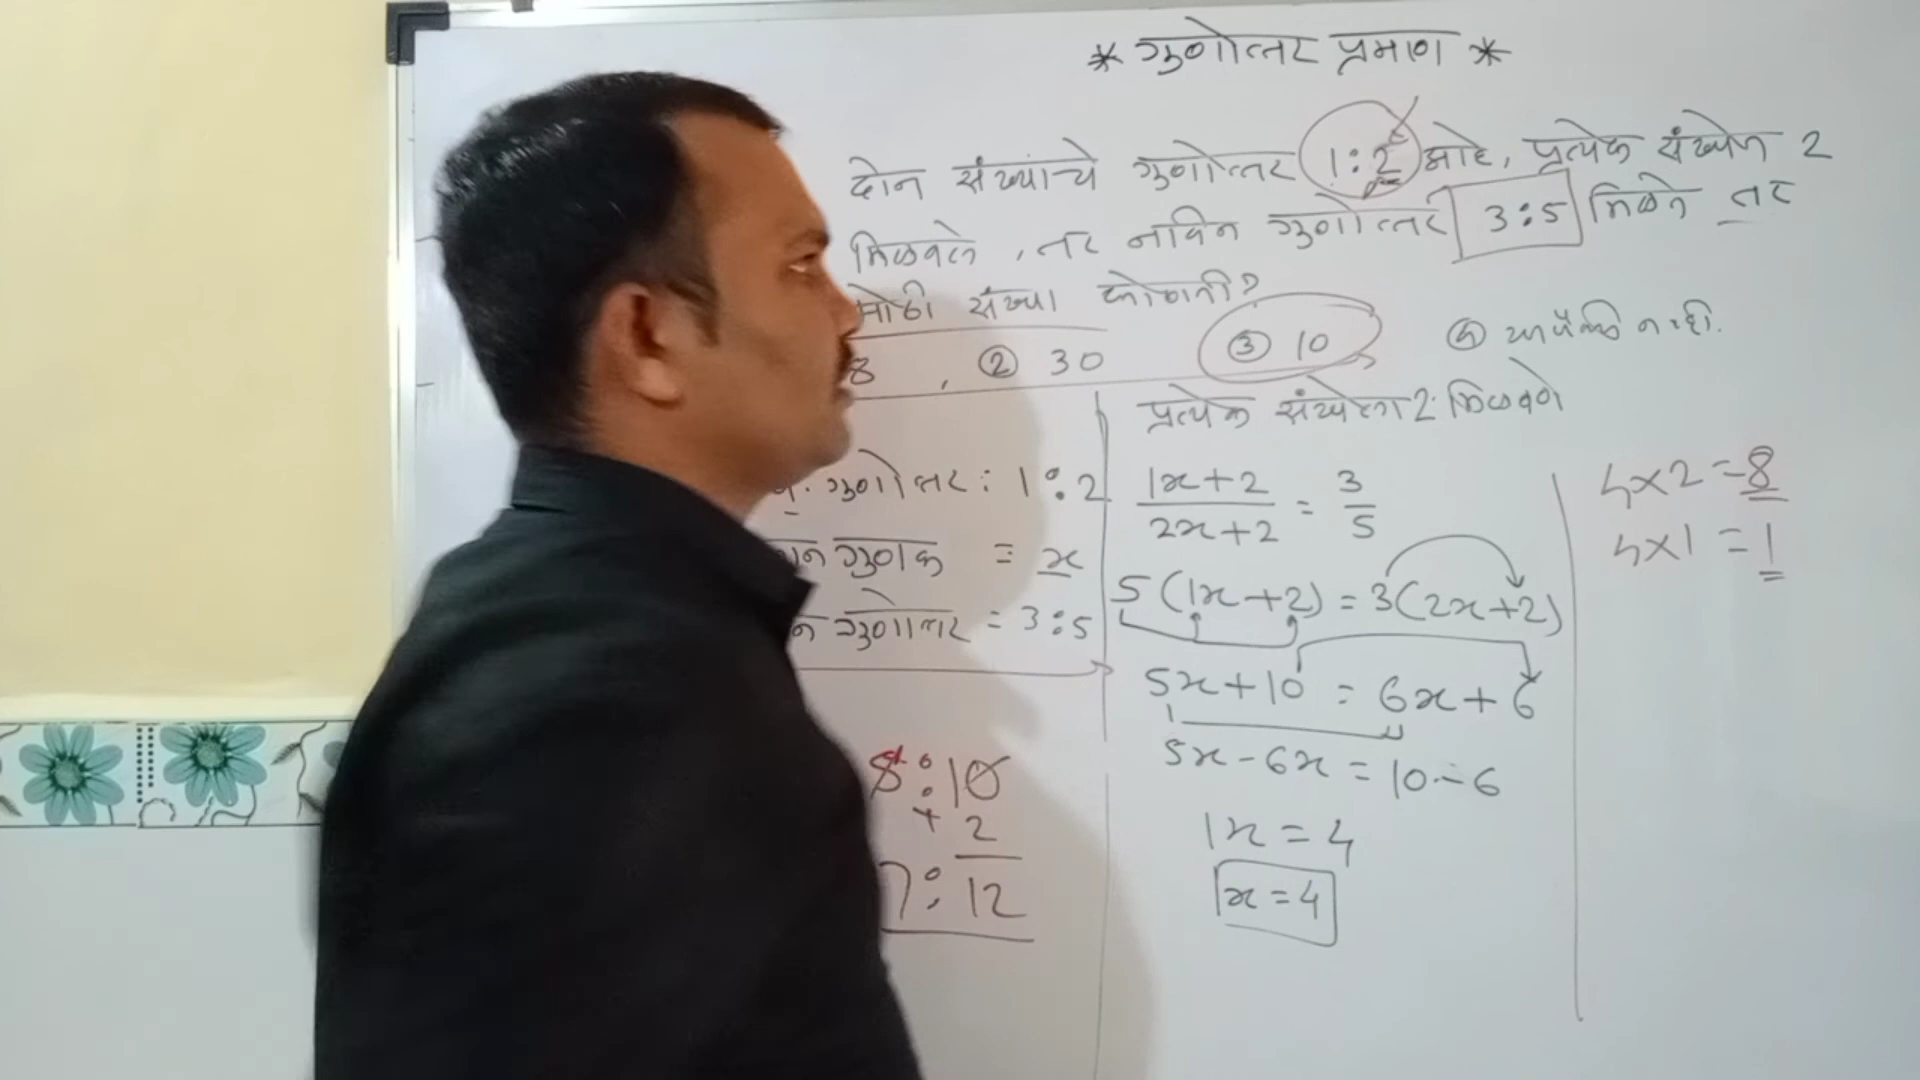 * गुणोत्तर प्रमाण *
दोन संख्यांचे गुणोत्तर 1:2 आहे, प्रत्येक संख्येत 2
मिळवले, तर नविन गुणोत्तर 3:5 मिळते तर
मोठी संख्या कोणती?
8, ② 30 ③ 10 ④ यापैकी नाही.
गुणोत्तर : 1:2
गुणक = x
गुणोत्तर = 3:5
8:10
+ 2
7:12
प्रत्येक संख्येला 2 मिळवणे
1x+2 / 2x+2 = 3/5
5(1x+2) = 3(2x+2)
5x+10 = 6x+6
5x-6x = 10-6
1x = 4
x = 4
4×2 = 8
4×1 = 1